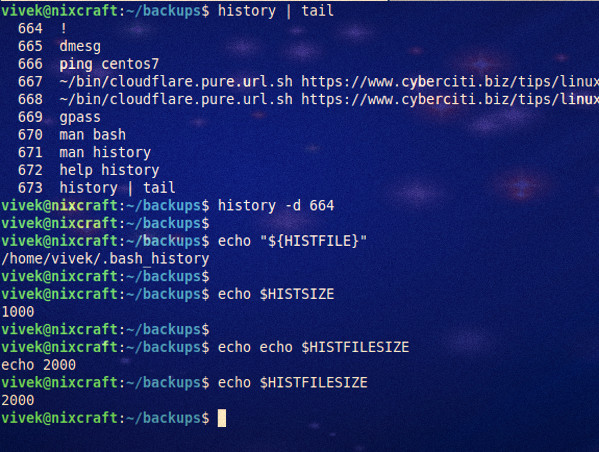 vivek@nixcraft:~/backups$ history | tail
664 !
665 dmesg
666 ping centos7
667 ~/bin/cloudflare.pure.url.sh https://www.cyberciti.biz/tips/linux
668 ~/bin/cloudflare.pure.url.sh https://www.cyberciti.biz/tips/linux
669 gpass
670 man bash
671 man history
672 help history
673 history | tail
vivek@nixcraft:~/backups$ history -d 664
vivek@nixcraft:~/backups$
vivek@nixcraft:~/backups$ echo "${HISTFILE}"
/home/vivek/.bash_history
vivek@nixcraft:~/backups$
vivek@nixcraft:~/backups$ echo $HISTSIZE
1000
vivek@nixcraft:~/backups$
vivek@nixcraft:~/backups$ echo echo $HISTFILESIZE
echo 2000
vivek@nixcraft:~/backups$ echo $HISTFILESIZE
2000
vivek@nixcraft:~/backups$